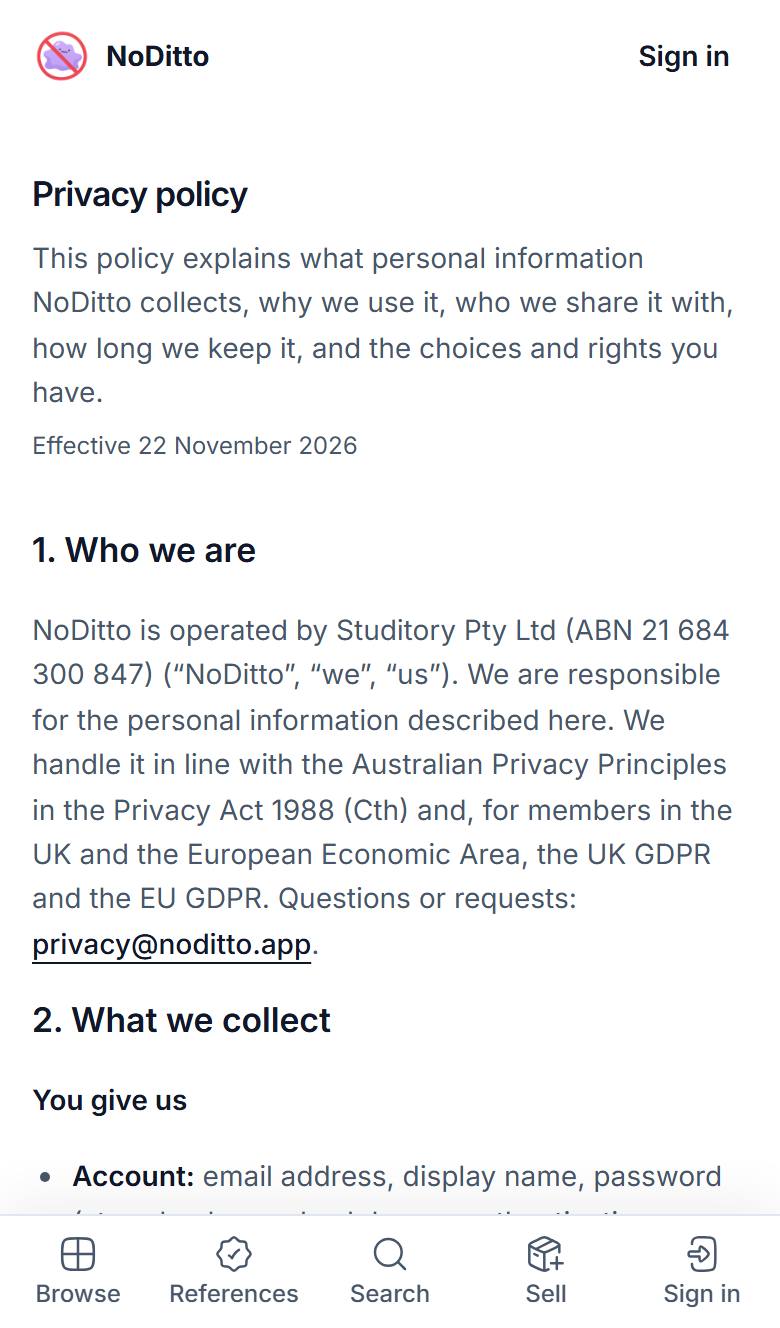 NoDitto
Sign in
Privacy policy
This policy explains what personal information
NoDitto collects, why we use it, who we share it with,
how long we keep it, and the choices and rights you
have.
Effective 22 November 2026
1. Who we are
NoDitto is operated by Studitory Pty Ltd (ABN 21 684
300 847) (“NoDitto”, “we”, “us”). We are responsible
for the personal information described here. We
handle it in line with the Australian Privacy Principles
in the Privacy Act 1988 (Cth) and, for members in the
UK and the European Economic Area, the UK GDPR
and the EU GDPR. Questions or requests:
privacy@noditto.app.
2. What we collect
You give us
• Account: email address, display name, password
Browse
References
Search
Sell
Sign in